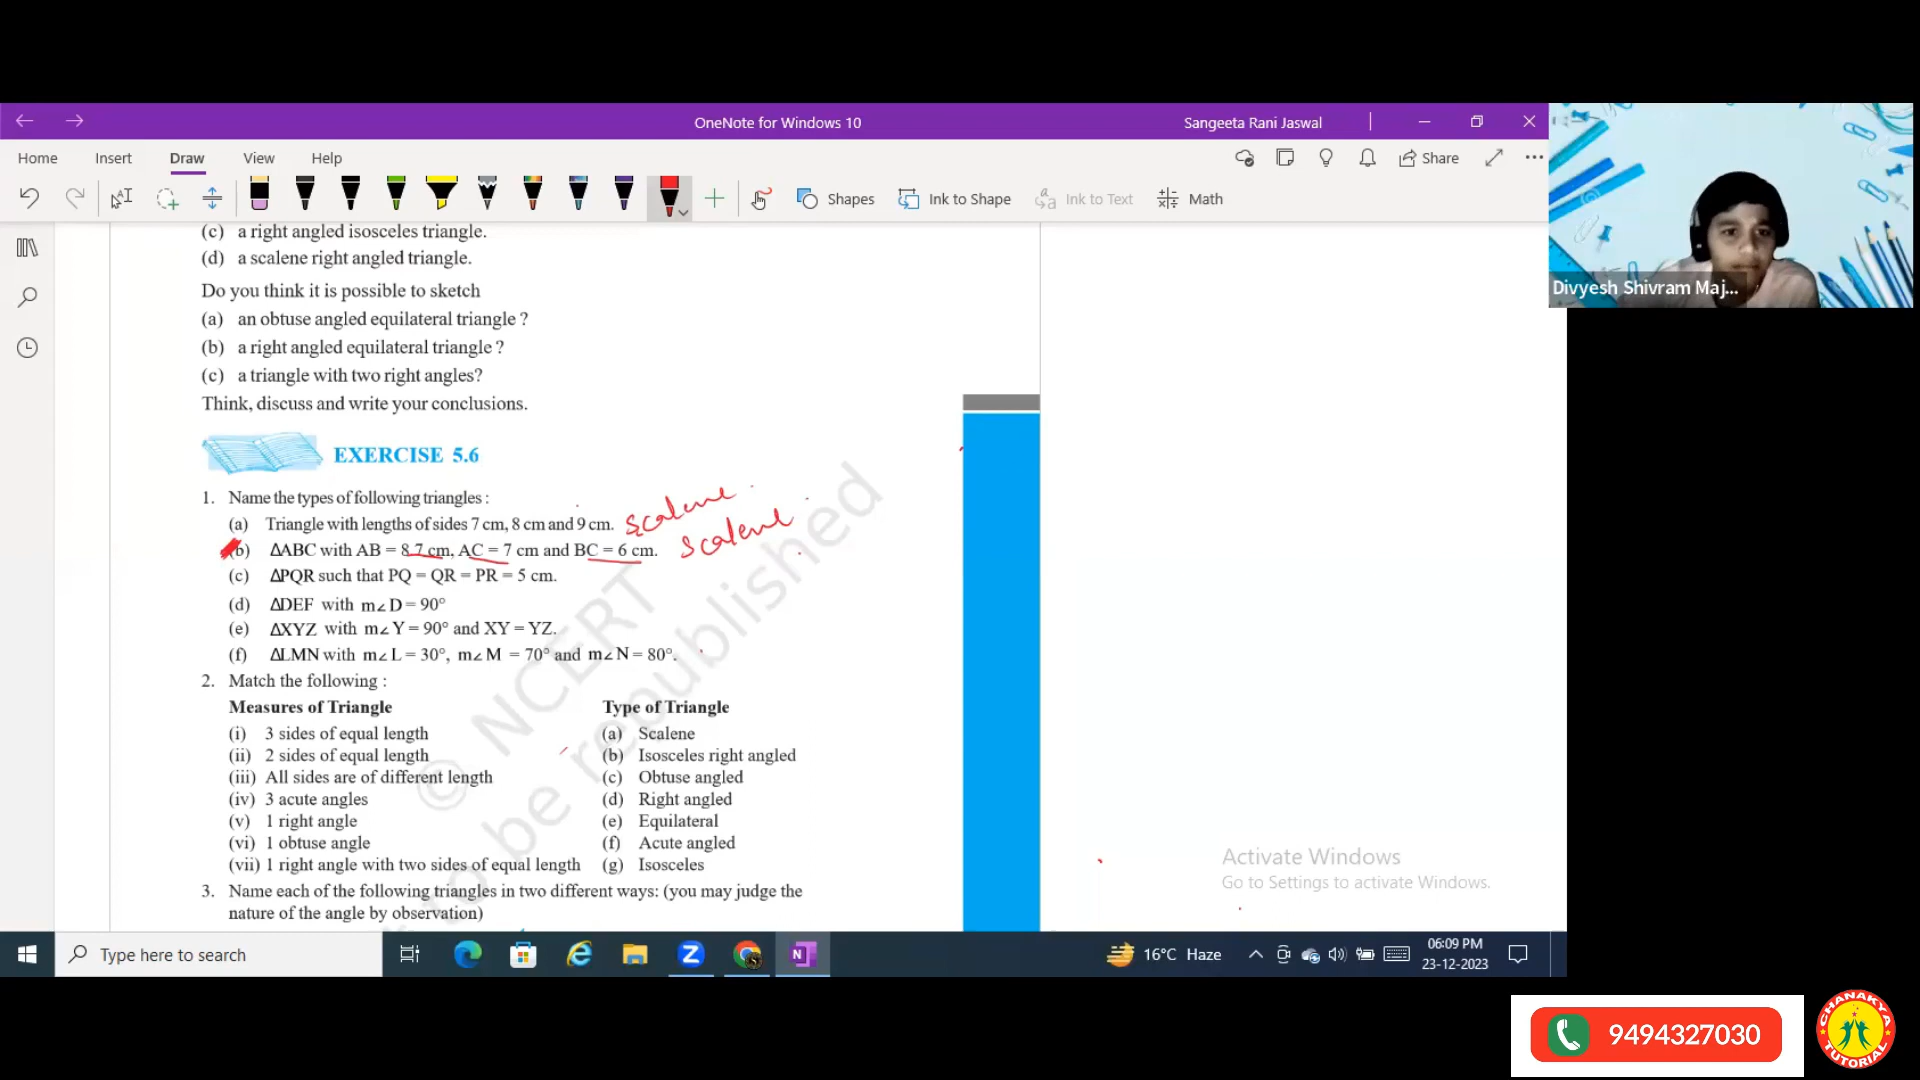 OneNote for Windows 10
Sangeeta Rani Jaswal
Home Insert Draw View Help
Share
Shapes Ink to Shape Ink to Text Math
(c) a right angled isosceles triangle.
(d) a scalene right angled triangle.
Do you think it is possible to sketch
(a) an obtuse angled equilateral triangle ?
(b) a right angled equilateral triangle ?
(c) a triangle with two right angles?
Think, discuss and write your conclusions.
EXERCISE 5.6
1. Name the types of following triangles :
(a) Triangle with lengths of sides 7 cm, 8 cm and 9 cm. scalene
(b) ΔABC with AB = 8.7 cm, AC = 7 cm and BC = 6 cm. scalene
(c) ΔPQR such that PQ = QR = PR = 5 cm.
(d) ΔDEF with m∠D = 90°
(e) ΔXYZ with m∠Y = 90° and XY = YZ.
(f) ΔLMN with m∠L = 30°, m∠M = 70° and m∠N = 80°.
2. Match the following :
Measures of Triangle Type of Triangle
(i) 3 sides of equal length (a) Scalene
(ii) 2 sides of equal length (b) Isosceles right angled
(iii) All sides are of different length (c) Obtuse angled
(iv) 3 acute angles (d) Right angled
(v) 1 right angle (e) Equilateral
(vi) 1 obtuse angle (f) Acute angled
(vii) 1 right angle with two sides of equal length (g) Isosceles
3. Name each of the following triangles in two different ways: (you may judge the
nature of the angle by observation)
© NCERT
to be republished
Divyesh Shivram Maj...
Activate Windows
Go to Settings to activate Windows.
Type here to search
16°C Haze
06:09 PM
23-12-2023
9494327030
CHANAKYA
TUTORIAL